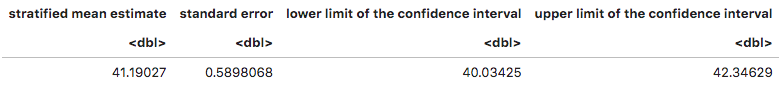 stratified mean estimate standard error lower limit of the confidence interval upper limit of the confidence interval
<dbl> <dbl> <dbl> <dbl>
41.19027 0.5898068 40.03425 42.34629